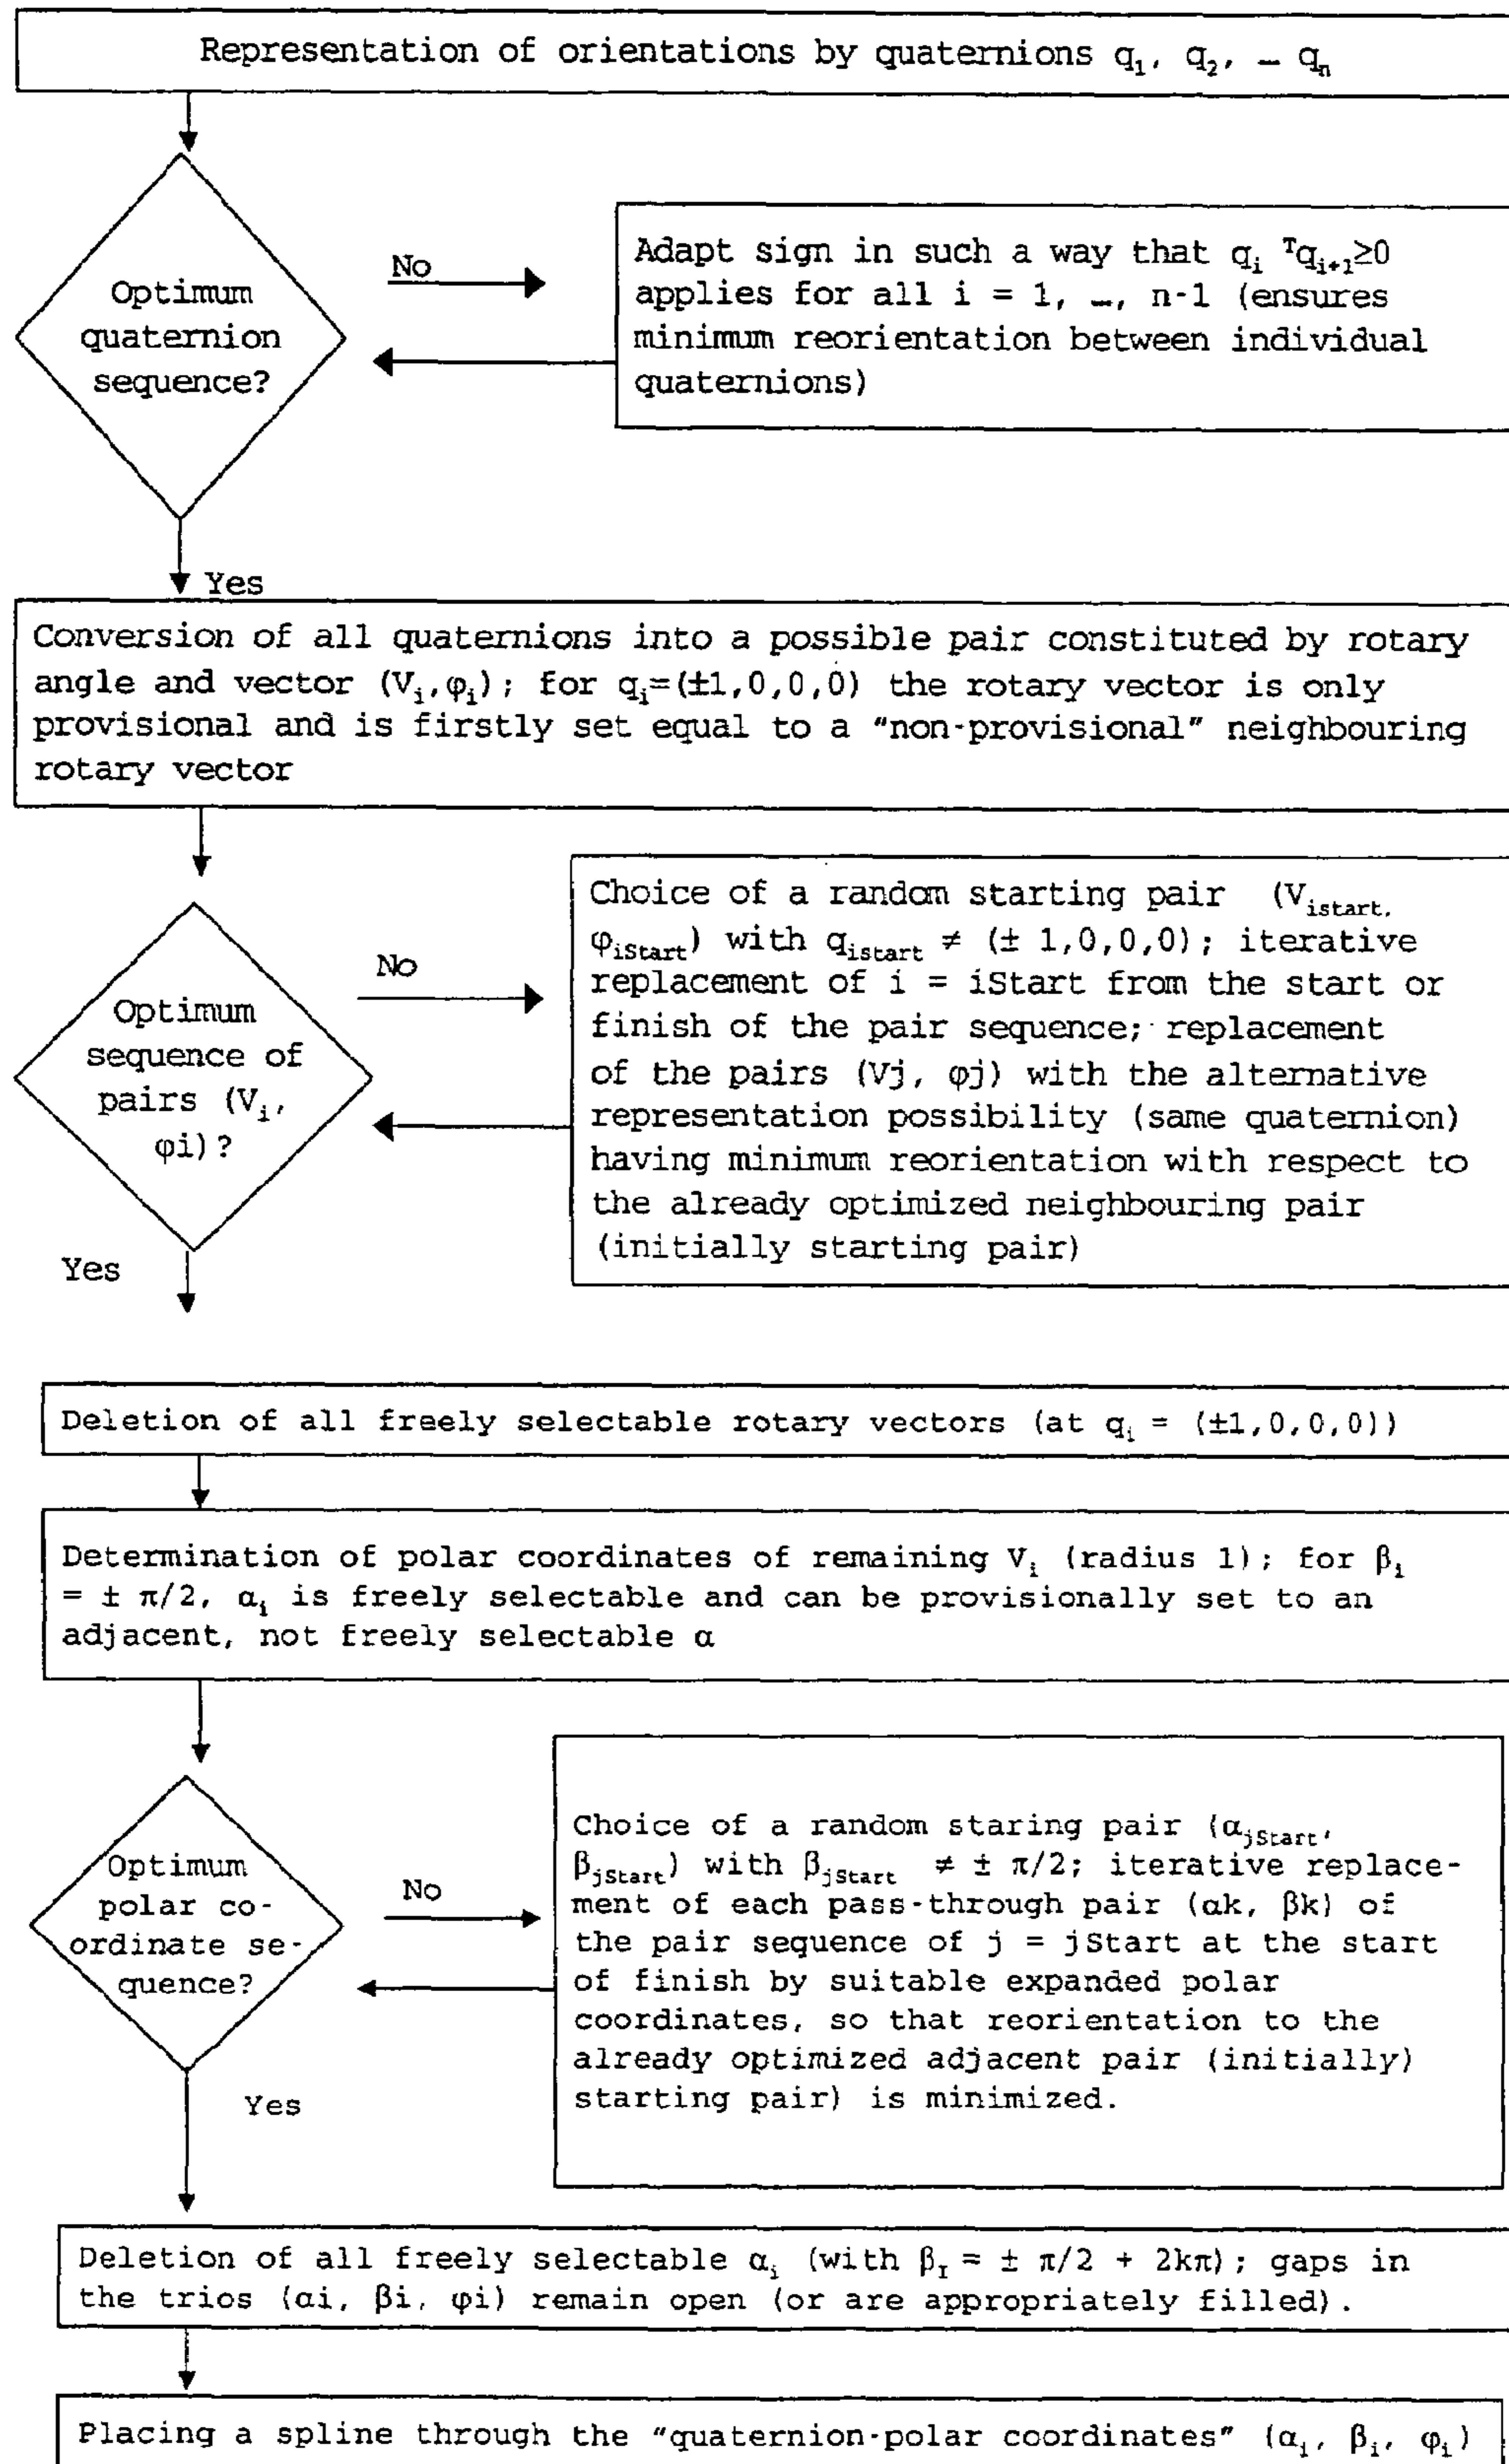 Representation of orientations by quaternions q₁, q₂, … qₙ
Optimum
quaternion
sequence?
No
Adapt sign in such a way that qᵢ ᵀqᵢ₊₁≥0
applies for all i = 1, …, n-1 (ensures
minimum reorientation between individual
quaternions)
Yes
Conversion of all quaternions into a possible pair constituted by rotary
angle and vector (Vᵢ,φᵢ); for qᵢ=(±1,0,0,0) the rotary vector is only
provisional and is firstly set equal to a "non-provisional" neighbouring
rotary vector
Optimum
sequence of
pairs (Vᵢ,
φi)?
No
Choice of a random starting pair (V_istart,
φ_iStart) with q_istart ≠ (± 1,0,0,0); iterative
replacement of i = iStart from the start or
finish of the pair sequence; replacement
of the pairs (Vj, φj) with the alternative
representation possibility (same quaternion)
having minimum reorientation with respect to
the already optimized neighbouring pair
(initially starting pair)
Yes
Deletion of all freely selectable rotary vectors (at qᵢ = (±1,0,0,0))
Determination of polar coordinates of remaining Vᵢ (radius 1); for βᵢ
= ± π/2, αᵢ is freely selectable and can be provisionally set to an
adjacent, not freely selectable α
Optimum
polar co-
ordinate se-
quence?
No
Choice of a random staring pair (α_jStart,
β_jStart) with β_jStart ≠ ± π/2; iterative replace-
ment of each pass-through pair (αk, βk) of
the pair sequence of j = jStart at the start
of finish by suitable expanded polar
coordinates, so that reorientation to the
already optimized adjacent pair (initially)
starting pair) is minimized.
Yes
Deletion of all freely selectable αᵢ (with β_I = ± π/2 + 2kπ); gaps in
the trios (αi, βi, φi) remain open (or are appropriately filled).
Placing a spline through the "quaternion-polar coordinates" (αᵢ, βᵢ, φᵢ)